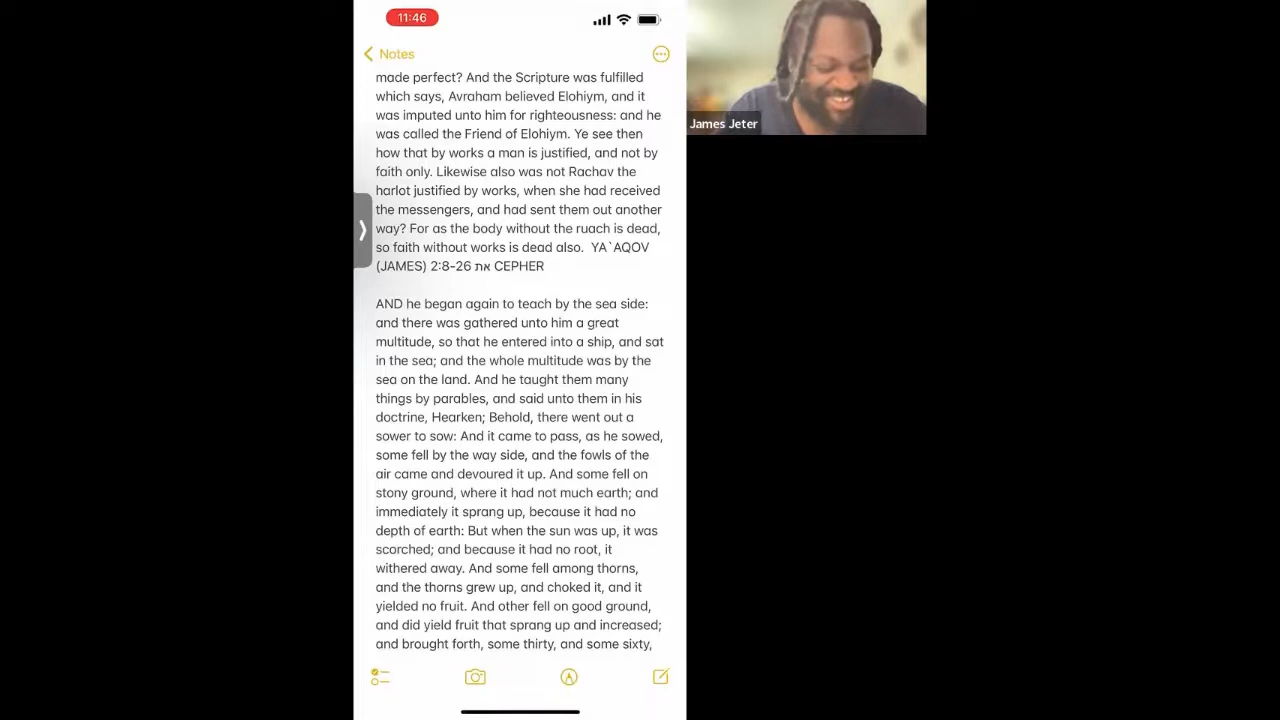 11:46
Notes
made perfect? And the Scripture was fulfilled
which says, Avraham believed Elohiym, and it
was imputed unto him for righteousness: and he
was called the Friend of Elohiym. Ye see then
how that by works a man is justified, and not by
faith only. Likewise also was not Rachav the
harlot justified by works, when she had received
the messengers, and had sent them out another
way? For as the body without the ruach is dead,
so faith without works is dead also.  YA`AQOV
(JAMES) 2:8-26 את CEPHER
AND he began again to teach by the sea side:
and there was gathered unto him a great
multitude, so that he entered into a ship, and sat
in the sea; and the whole multitude was by the
sea on the land. And he taught them many
things by parables, and said unto them in his
doctrine, Hearken; Behold, there went out a
sower to sow: And it came to pass, as he sowed,
some fell by the way side, and the fowls of the
air came and devoured it up. And some fell on
stony ground, where it had not much earth; and
immediately it sprang up, because it had no
depth of earth: But when the sun was up, it was
scorched; and because it had no root, it
withered away. And some fell among thorns,
and the thorns grew up, and choked it, and it
yielded no fruit. And other fell on good ground,
and did yield fruit that sprang up and increased;
and brought forth, some thirty, and some sixty,
James Jeter